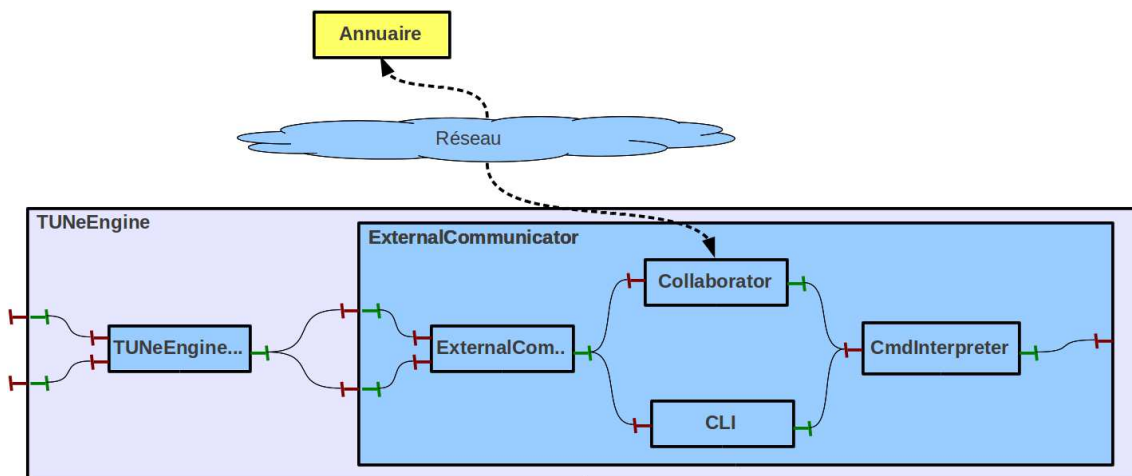 Annuaire
Réseau
TUNeEngine
ExternalCommunicator
Collaborator
TUNeEngine...
ExternalCom..
CmdInterpreter
CLI